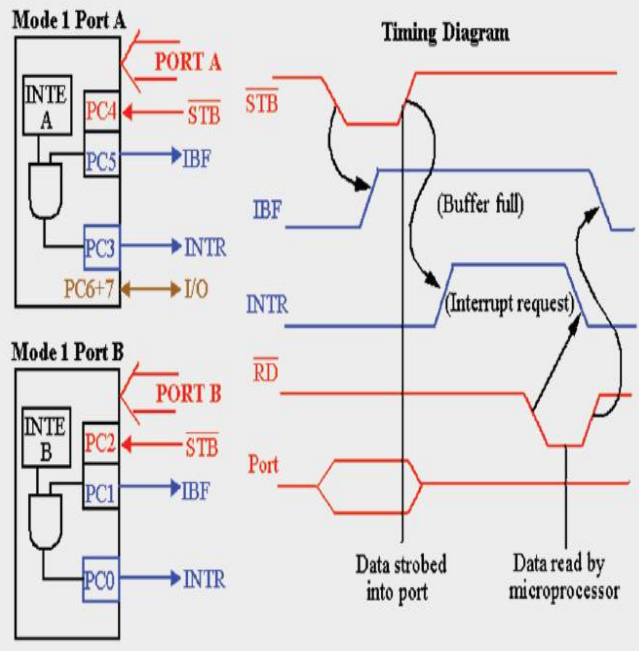 Mode 1 Port A
PORT A
INTE
A
PC4
STB
PC5
IBF
PC3
INTR
PC6+7
I/O
Mode 1 Port B
PORT B
INTE
B
PC2
STB
PC1
IBF
PC0
INTR
Timing Diagram
STB
IBF
(Buffer full)
INTR
(Interrupt request)
RD
Port
Data strobed
into port
Data read by
microprocessor